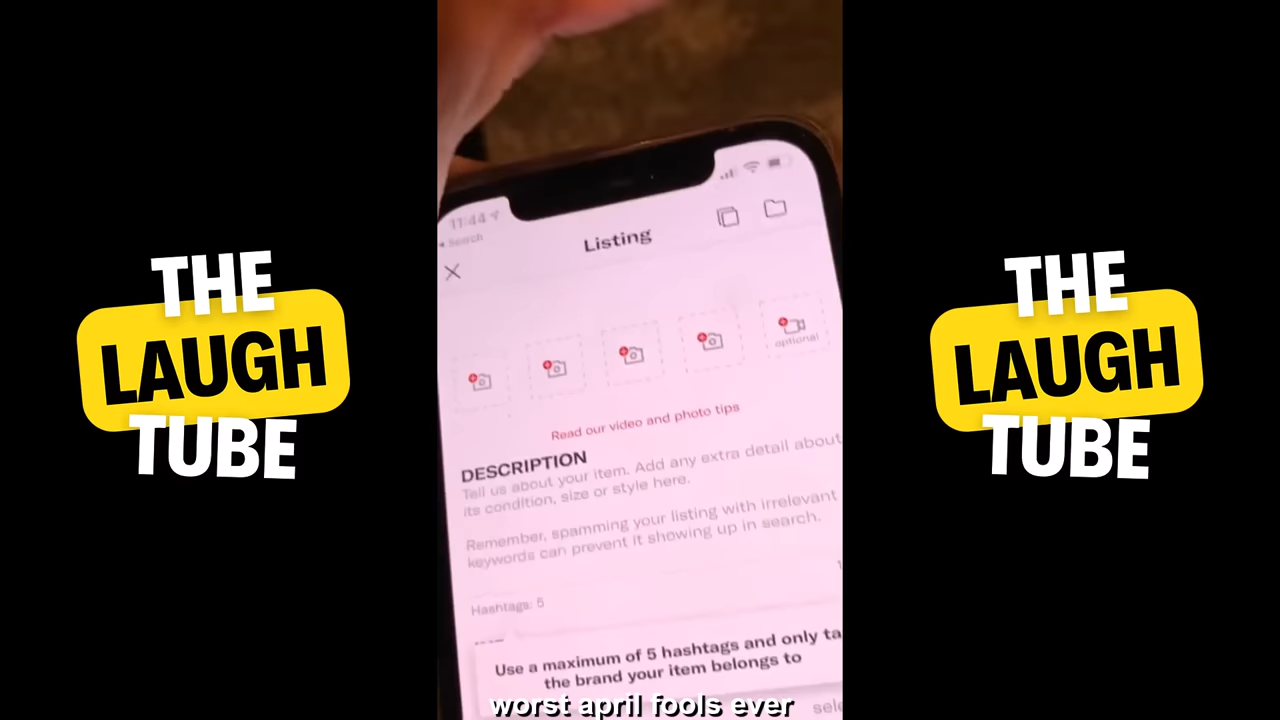 THE
LAUGH
TUBE
11:44
Search
Listing
optional
Read our video and photo tips
DESCRIPTION
Tell us about your item. Add any extra detail about
its condition, size or style here.
Remember, spamming your listing with irrelevant
keywords can prevent it showing up in search.
Hashtags: 5
Use a maximum of 5 hashtags and only ta
the brand your item belongs to
sele
worst april fools ever
THE
LAUGH
TUBE